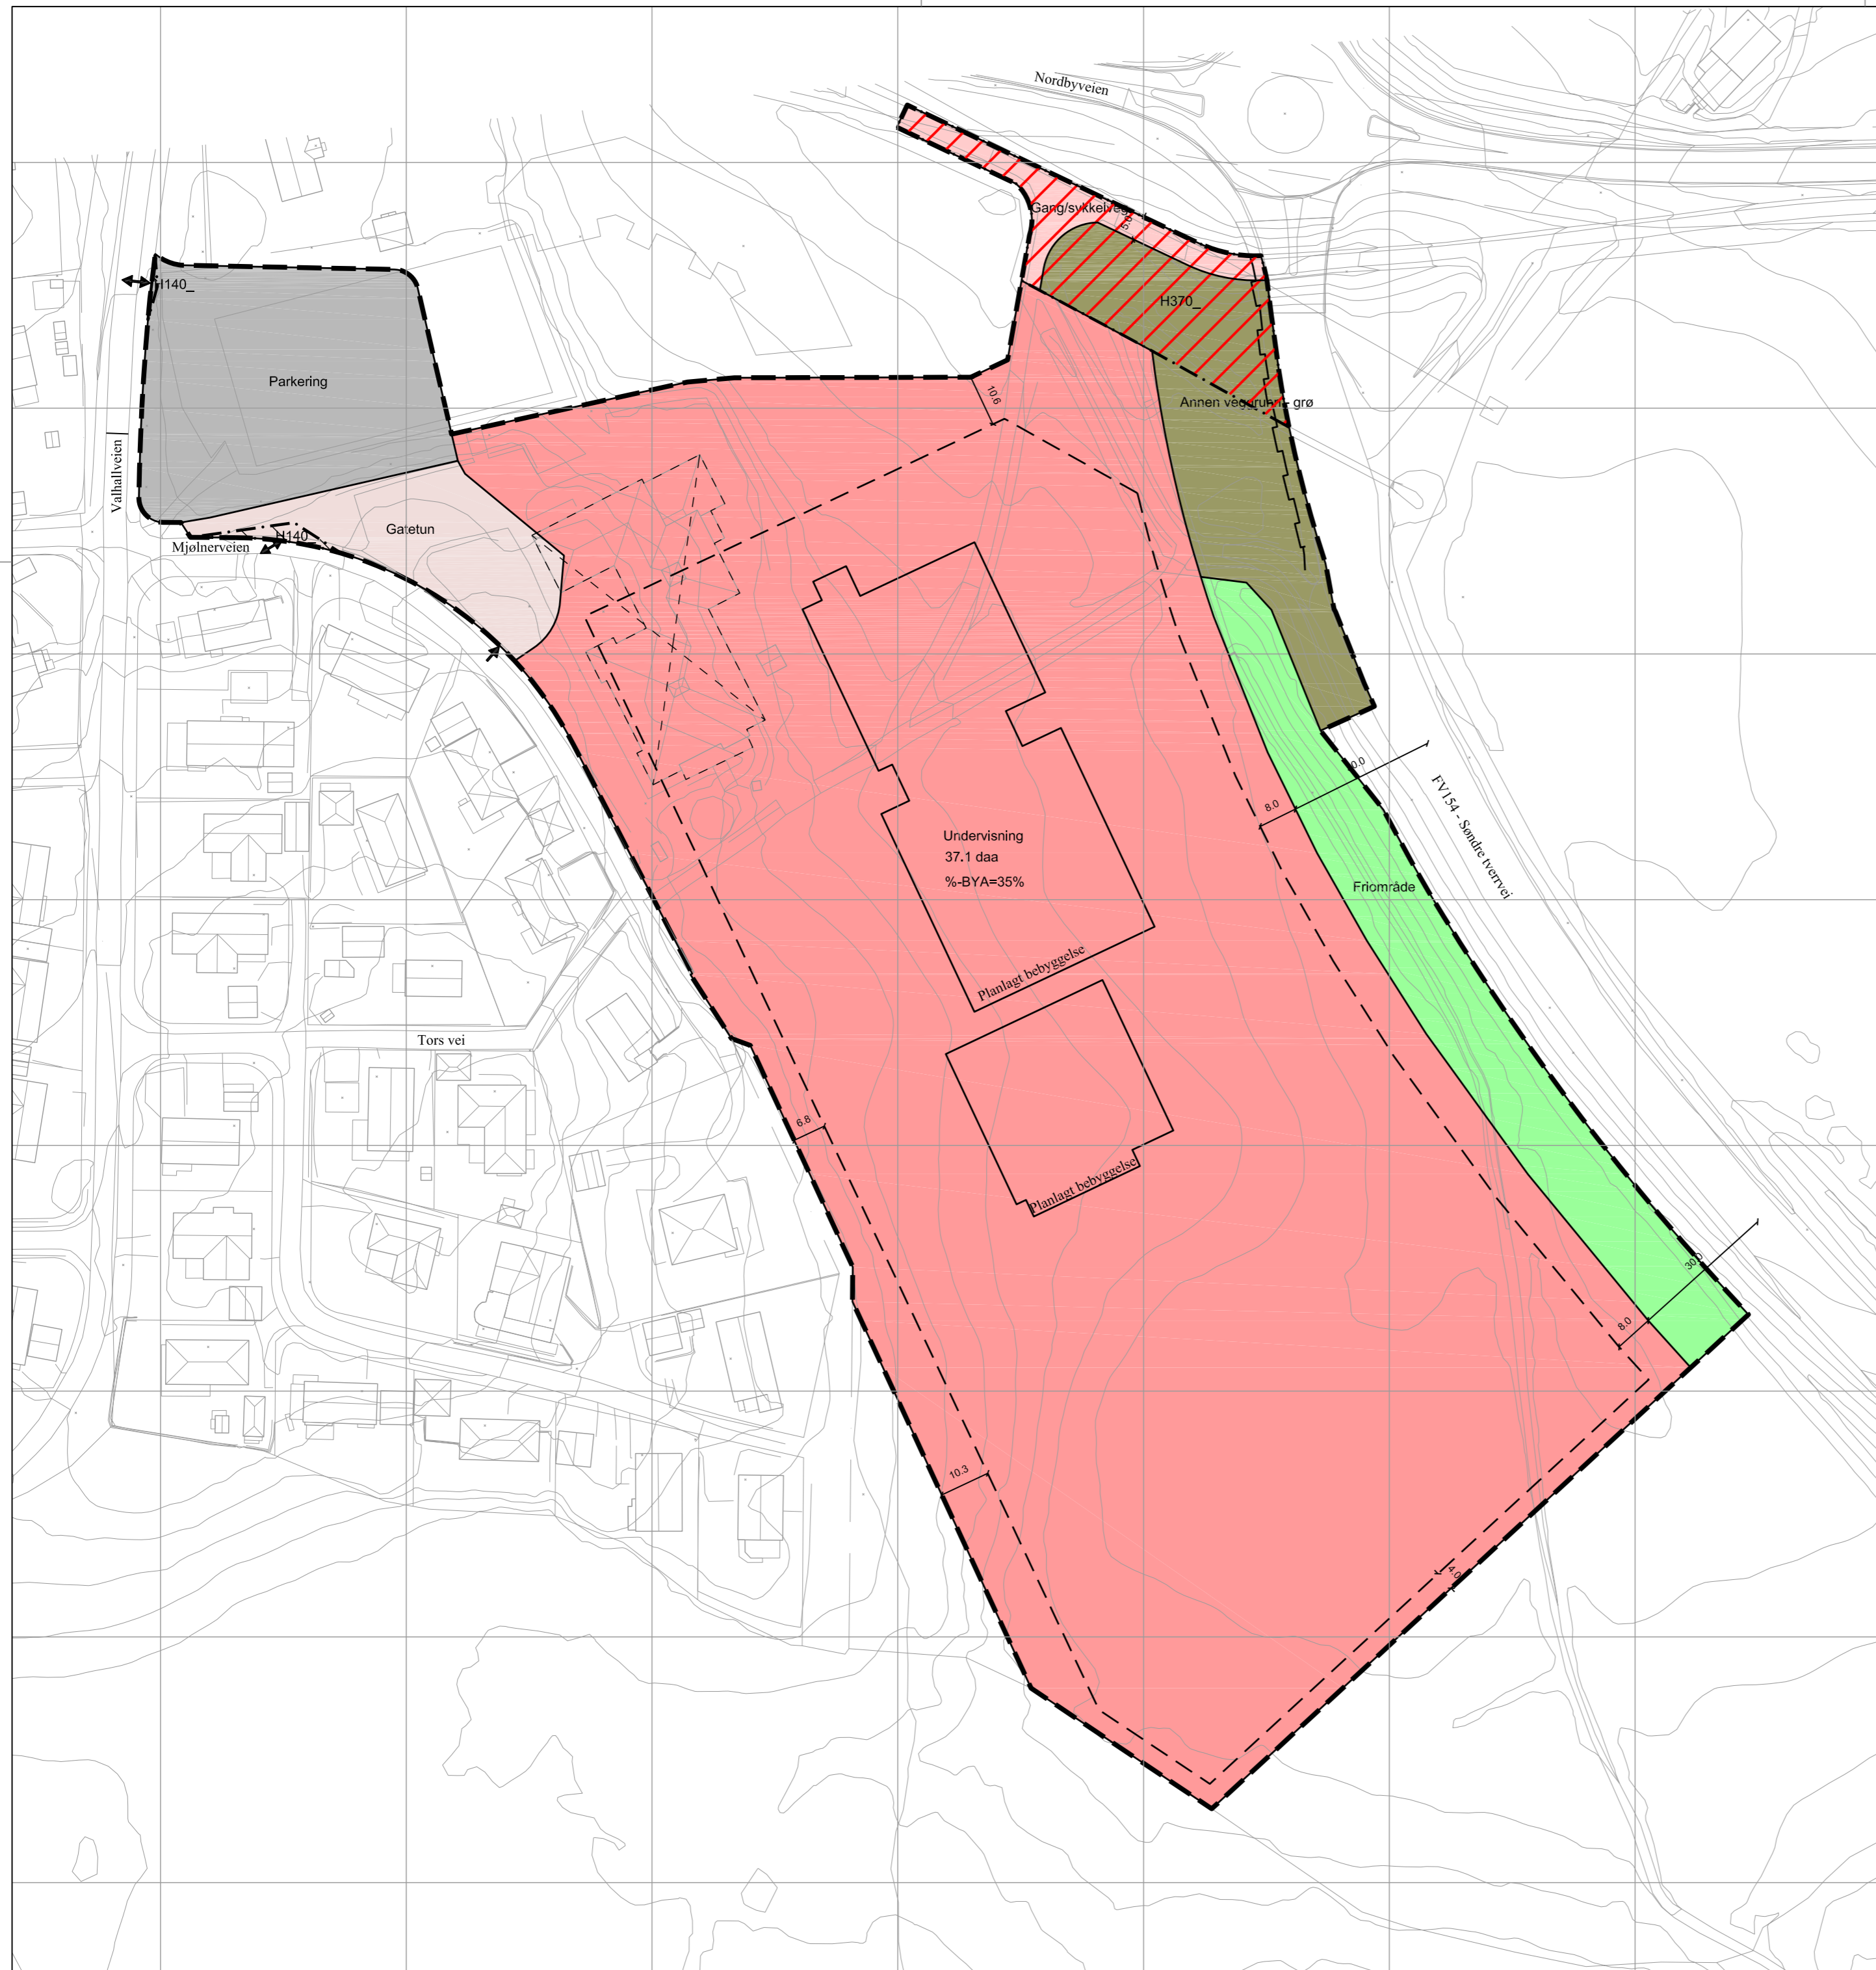 Nordbyveien
Gang/sykkelveg
5.0
H140_
H370_
Parkering
10.6
Annen veggrunn - grø
Valhallveien
Gatetun
H140_
Mjølnerveien
FV154 - Søndre tverrvei
8.0
Undervisning
37.1 daa
%-BYA=35%
Friområde
Planlagt bebyggelse
Tors vei
6.8
Planlagt bebyggelse
30.0
8.0
10.3
4.0